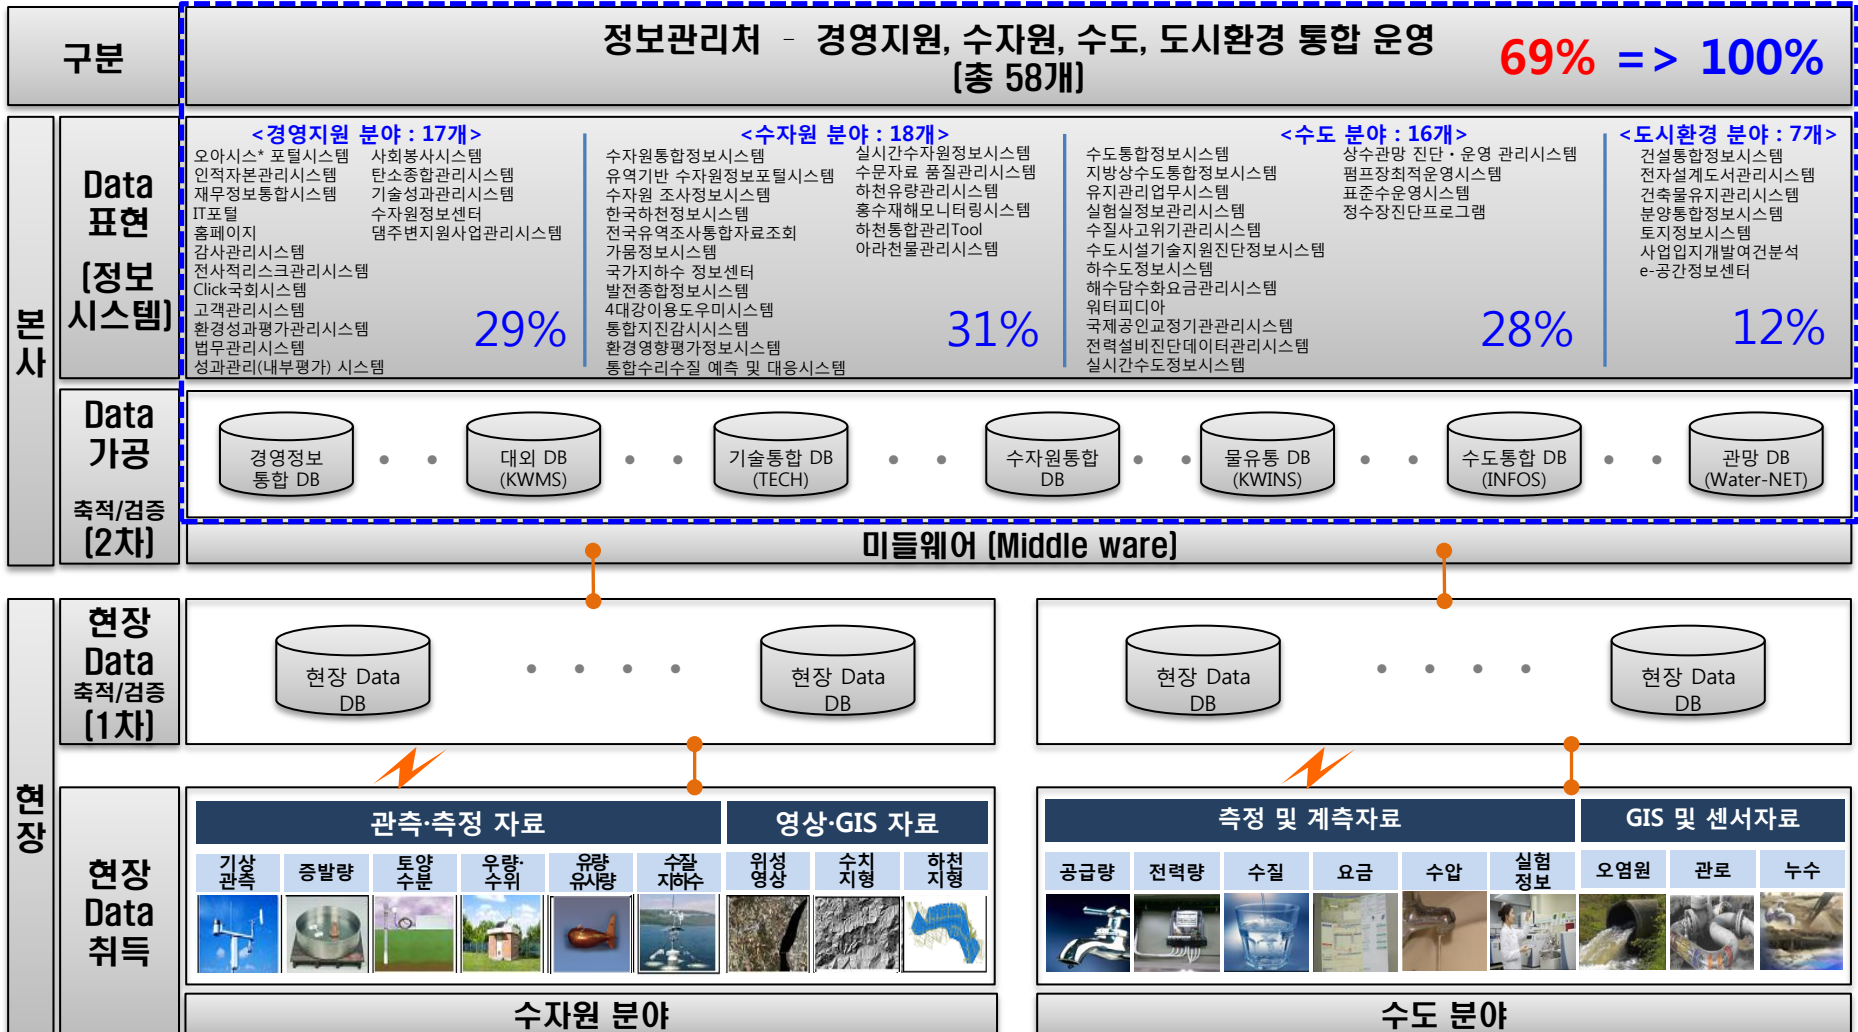 구분
정보관리처 - 경영지원, 수자원, 수도, 도시환경 통합 운영
(총 58개)
69% => 100%
본사
Data
표현
(정보
시스템)
<경영지원 분야 : 17개>
오아시스* 포털시스템
인적자본관리시스템
재무정보통합시스템
IT포털
홈페이지
감사관리시스템
전사적리스크관리시스템
Click국회시스템
고객관리시스템
환경성과평가관리시스템
법무관리시스템
성과관리(내부평가) 시스템
사회봉사시스템
탄소종합관리시스템
기술성과관리시스템
수자원정보센터
댐주변지원사업관리시스템
29%
<수자원 분야 : 18개>
수자원통합정보시스템
유역기반 수자원정보포털시스템
수자원 조사정보시스템
한국하천정보시스템
전국유역조사통합자료조회
가뭄정보시스템
국가지하수 정보센터
발전종합정보시스템
4대강이용도우미시스템
통합지진감시시스템
환경영향평가정보시스템
통합수리수질 예측 및 대응시스템
실시간수자원정보시스템
수문자료 품질관리시스템
하천유량관리시스템
홍수재해모니터링시스템
하천통합관리Tool
아라천물관리시스템
31%
<수도 분야 : 16개>
수도통합정보시스템
지방상수도통합정보시스템
유지관리업무시스템
실험실정보관리시스템
수질사고위기관리시스템
수도시설기술지원진단정보시스템
하수도정보시스템
해수담수화요금관리시스템
워터피디아
국제공인교정기관관리시스템
전력설비진단데이터관리시스템
실시간수도정보시스템
상수관망 진단·운영 관리시스템
펌프장최적운영시스템
표준수운영시스템
정수장진단프로그램
28%
<도시환경 분야 : 7개>
건설통합정보시스템
전자설계도서관리시스템
건축물유지관리시스템
분양통합정보시스템
토지정보시스템
사업입지개발여건분석
e-공간정보센터
12%
Data
가공
축적/검증
(2차)
경영정보
통합 DB
대외 DB
(KWMS)
기술통합 DB
(TECH)
수자원통합
DB
물유통 DB
(KWINS)
수도통합 DB
(INFOS)
관망 DB
(Water-NET)
미들웨어 (Middle ware)
현장
현장
Data
축적/검증
(1차)
현장 Data
DB
현장 Data
DB
현장 Data
DB
현장 Data
DB
현장
Data
취득
관측·측정 자료
영상·GIS 자료
기상
관측
증발량
토양
수분
우량·
수위
유량
유사량
수질
지하수
위성
영상
수치
지형
하천
지형
수자원 분야
측정 및 계측자료
GIS 및 센서자료
공급량
전력량
수질
요금
수압
실험
정보
오염원
관로
누수
수도 분야